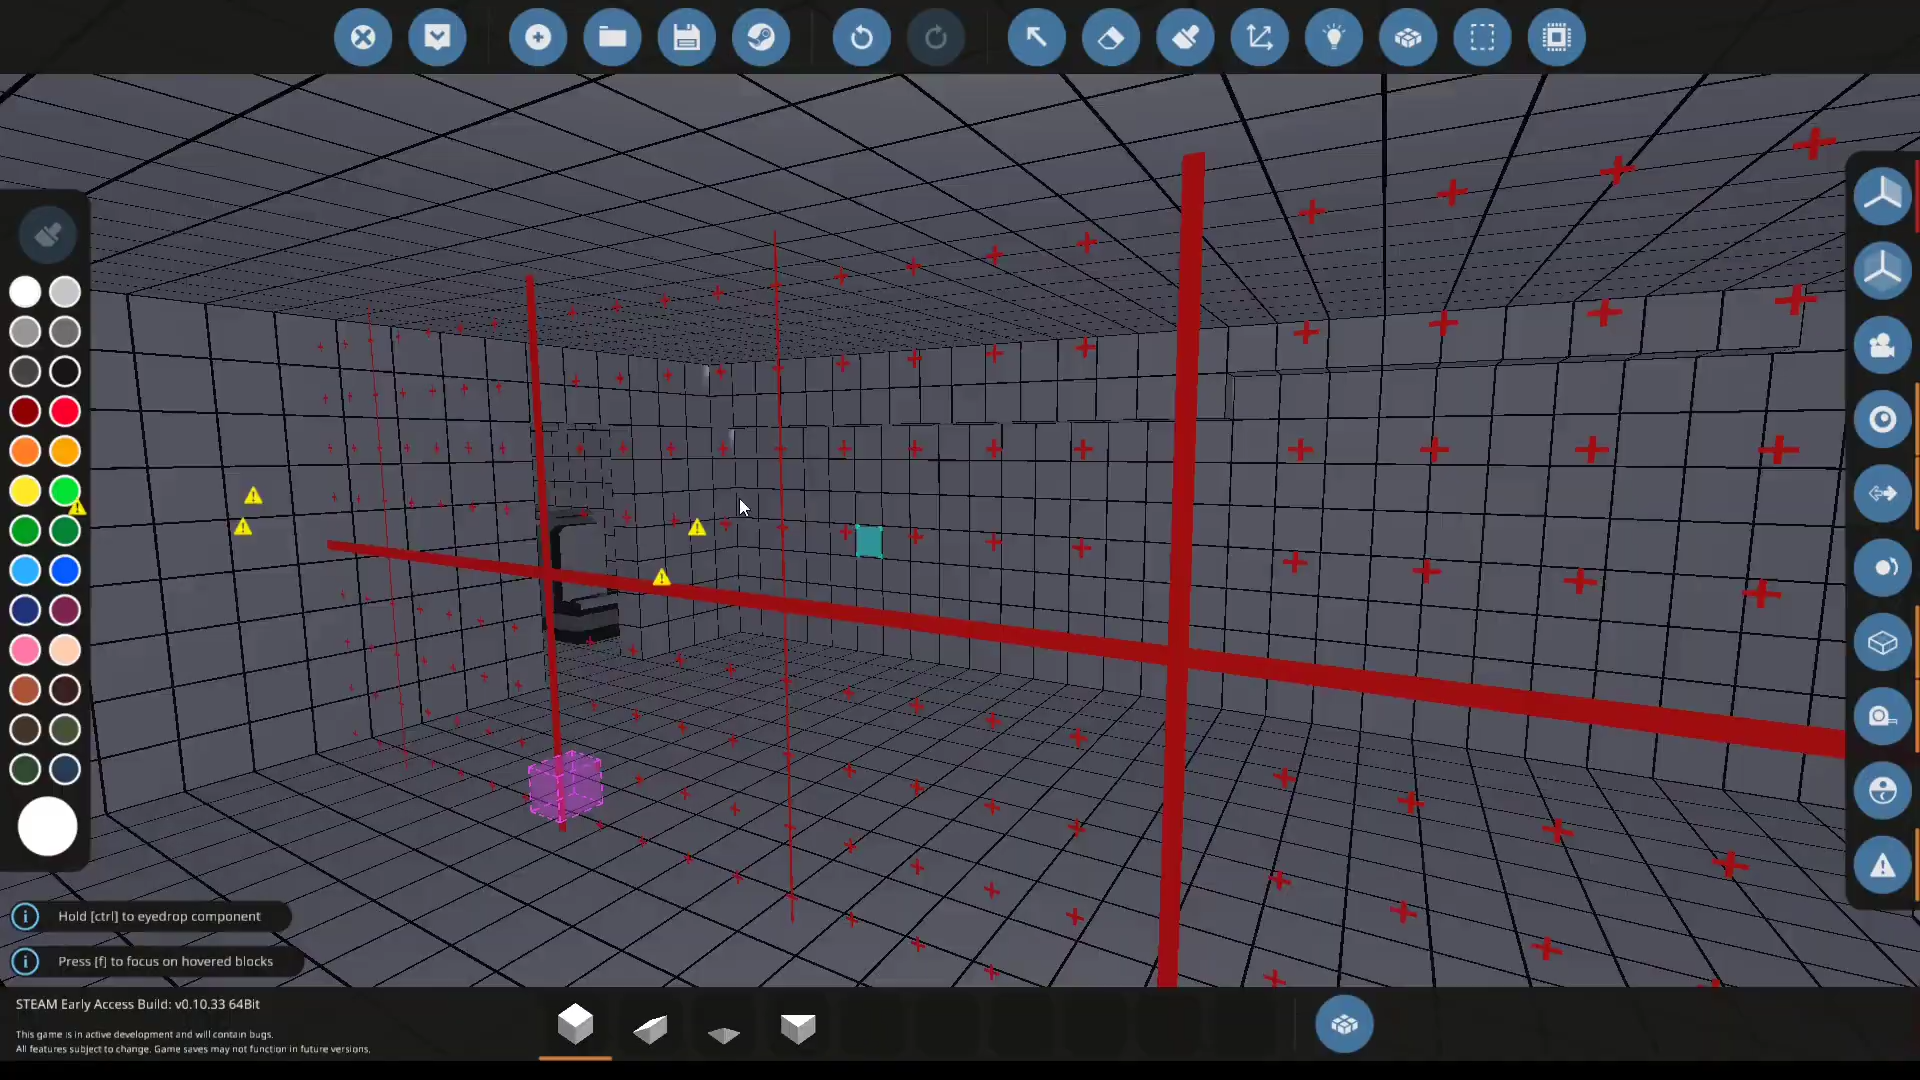 Hold [ctrl] to eyedrop component
Press [f] to focus on hovered blocks
STEAM Early Access Build: v0.10.33 64Bit
This game is in active development and will contain bugs.
All features subject to change. Game saves may not function in future versions.